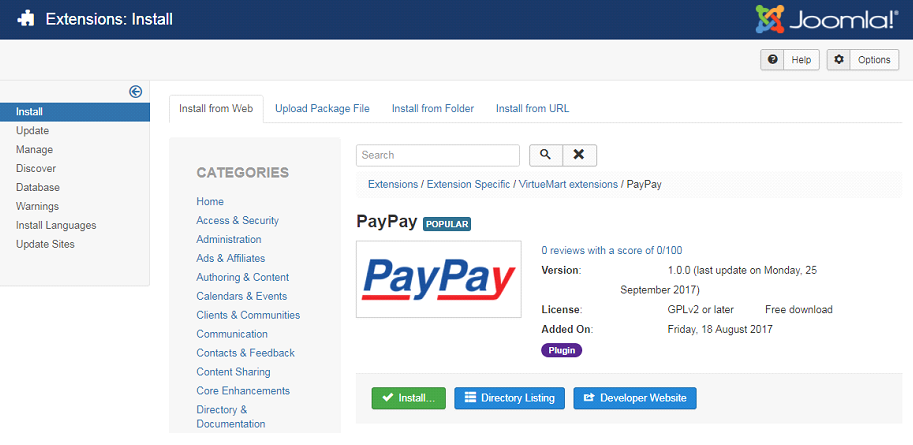 Extensions: Install
Joomla!®
Help
Options
Install
Update
Manage
Discover
Database
Warnings
Install Languages
Update Sites
Install from Web
Upload Package File
Install from Folder
Install from URL
CATEGORIES
Home
Access & Security
Administration
Ads & Affiliates
Authoring & Content
Calendars & Events
Clients & Communities
Communication
Contacts & Feedback
Content Sharing
Core Enhancements
Directory &
Documentation
Search
Extensions / Extension Specific / VirtueMart extensions / PayPay
PayPay POPULAR
PayPay
0 reviews with a score of 0/100
Version: 1.0.0 (last update on Monday, 25
September 2017)
License: GPLv2 or later Free download
Added On: Friday, 18 August 2017
Plugin
Install...
Directory Listing
Developer Website